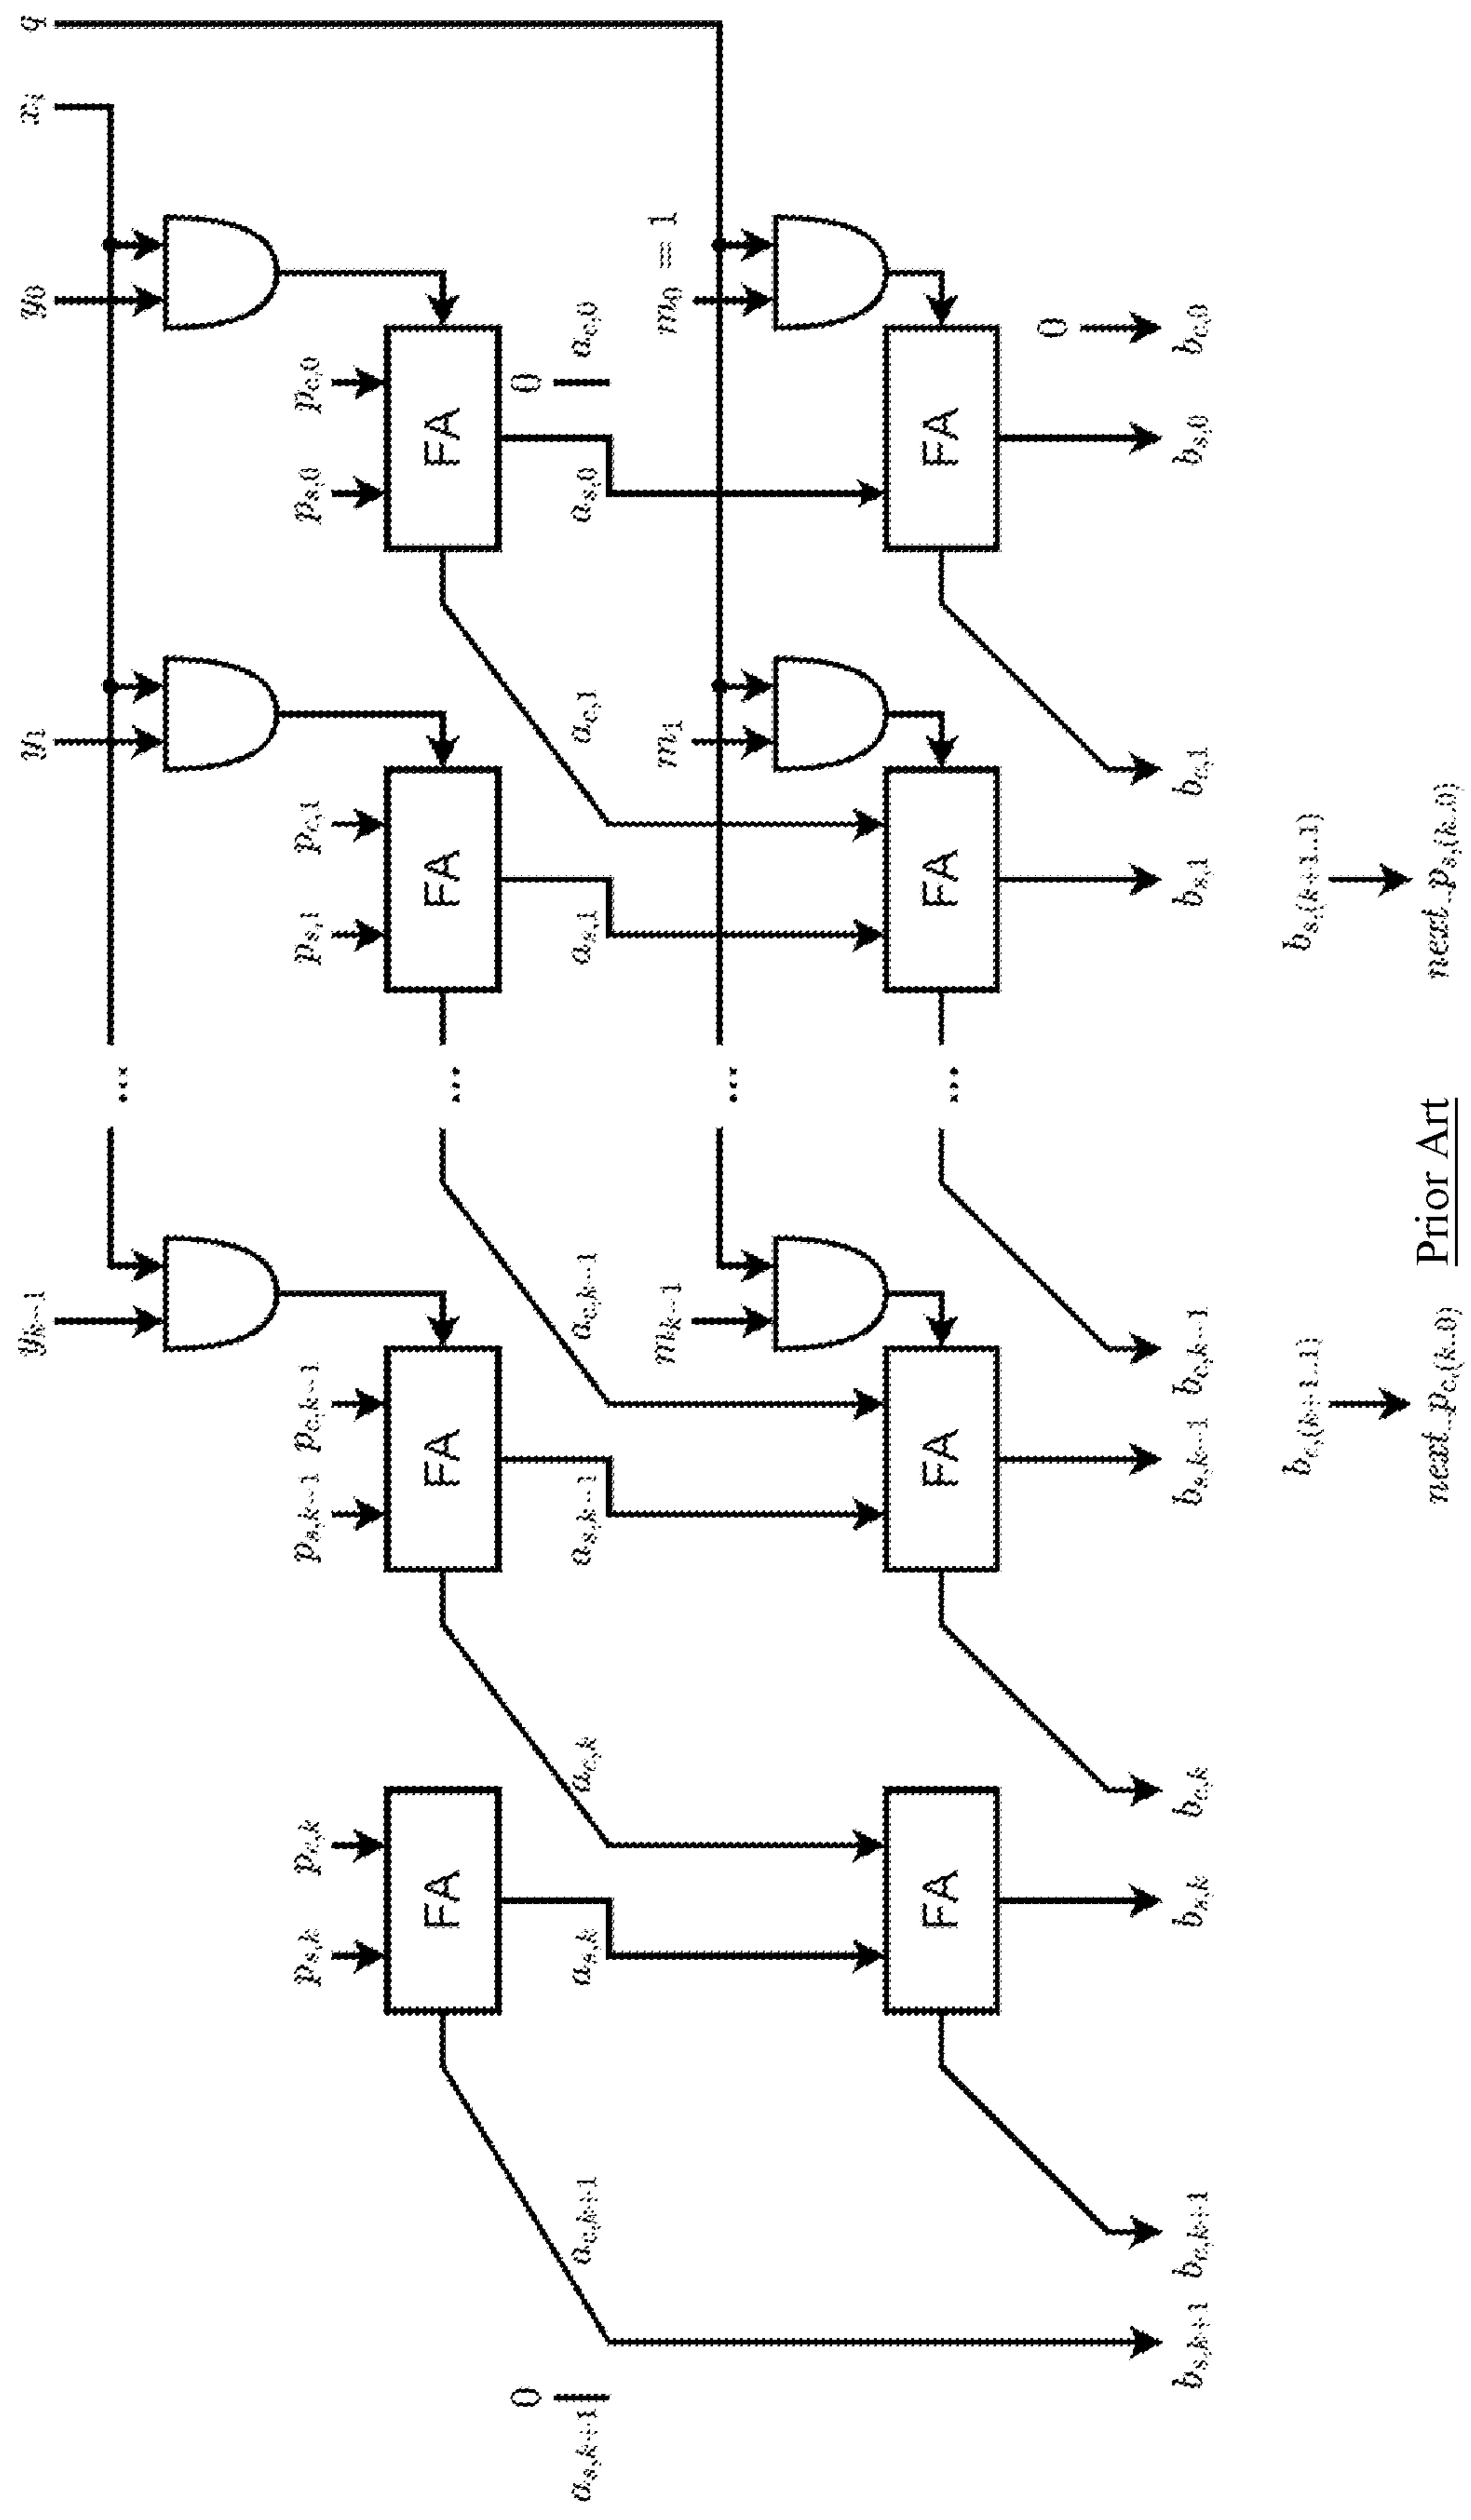 y_{k-1} y_1 y_0 x_i q
p_{s,k} p_{c,k} p_{s,k-1} p_{c,k-1} p_{s,1} p_{c,1} p_{s,0} p_{c,0}
... 
FA FA ... FA FA
0 0
a_{s,k+1} a_{c,k+1} a_{s,k} a_{c,k} a_{s,k-1} a_{c,k-1} a_{s,1} a_{c,1} a_{s,0} a_{c,0}
m_{k-1} m_1 m_0 = 1
...
FA FA ... FA FA
0
b_{s,k+1} b_{c,k+1} b_{s,k} b_{c,k} b_{s,k-1} b_{c,k-1} b_{s,1} b_{c,1} b_{s,0} b_{c,0}
b_{c,(k+1..1)} b_{s,(k+1..1)}
next_p_{c,(k..0)} Prior Art next_p_{s,(k..0)}